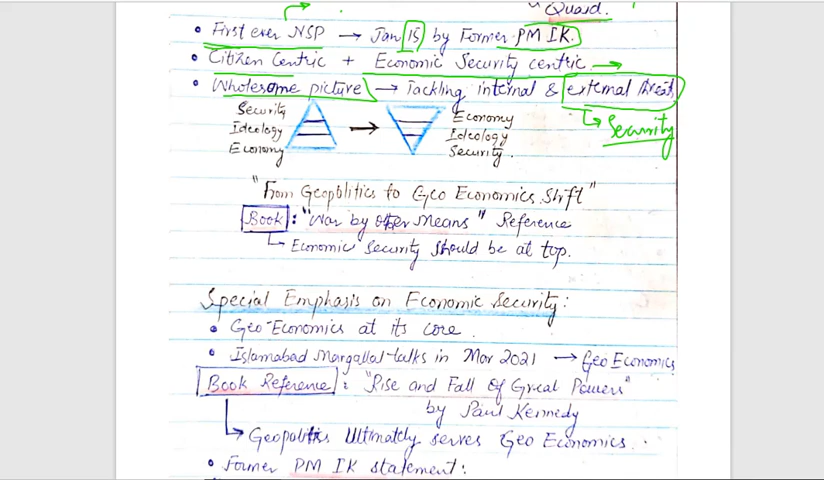 Quard.
• First ever NSP → Jan 15 by Former PM IK.
• Citizen Centric + Economic Security centric →
• Wholesome picture → Tackling internal & external threat
Security
Security Economy
Ideology → Ideology
Economy Security.
"From Geopolitics to Geo Economics Shift"
Book: "War by other Means" Reference
Economic Security should be at top.
Special Emphasis on Economic Security:
• Geo-Economics at its core.
• Islamabad Margallal talks in Mar 2021 → Geo Economics
Book Reference: "Rise and Fall Of Great Powers"
by Paul Kennedy
Geopolitics Ultimately serves Geo Economics.
• Former PM IK statement: